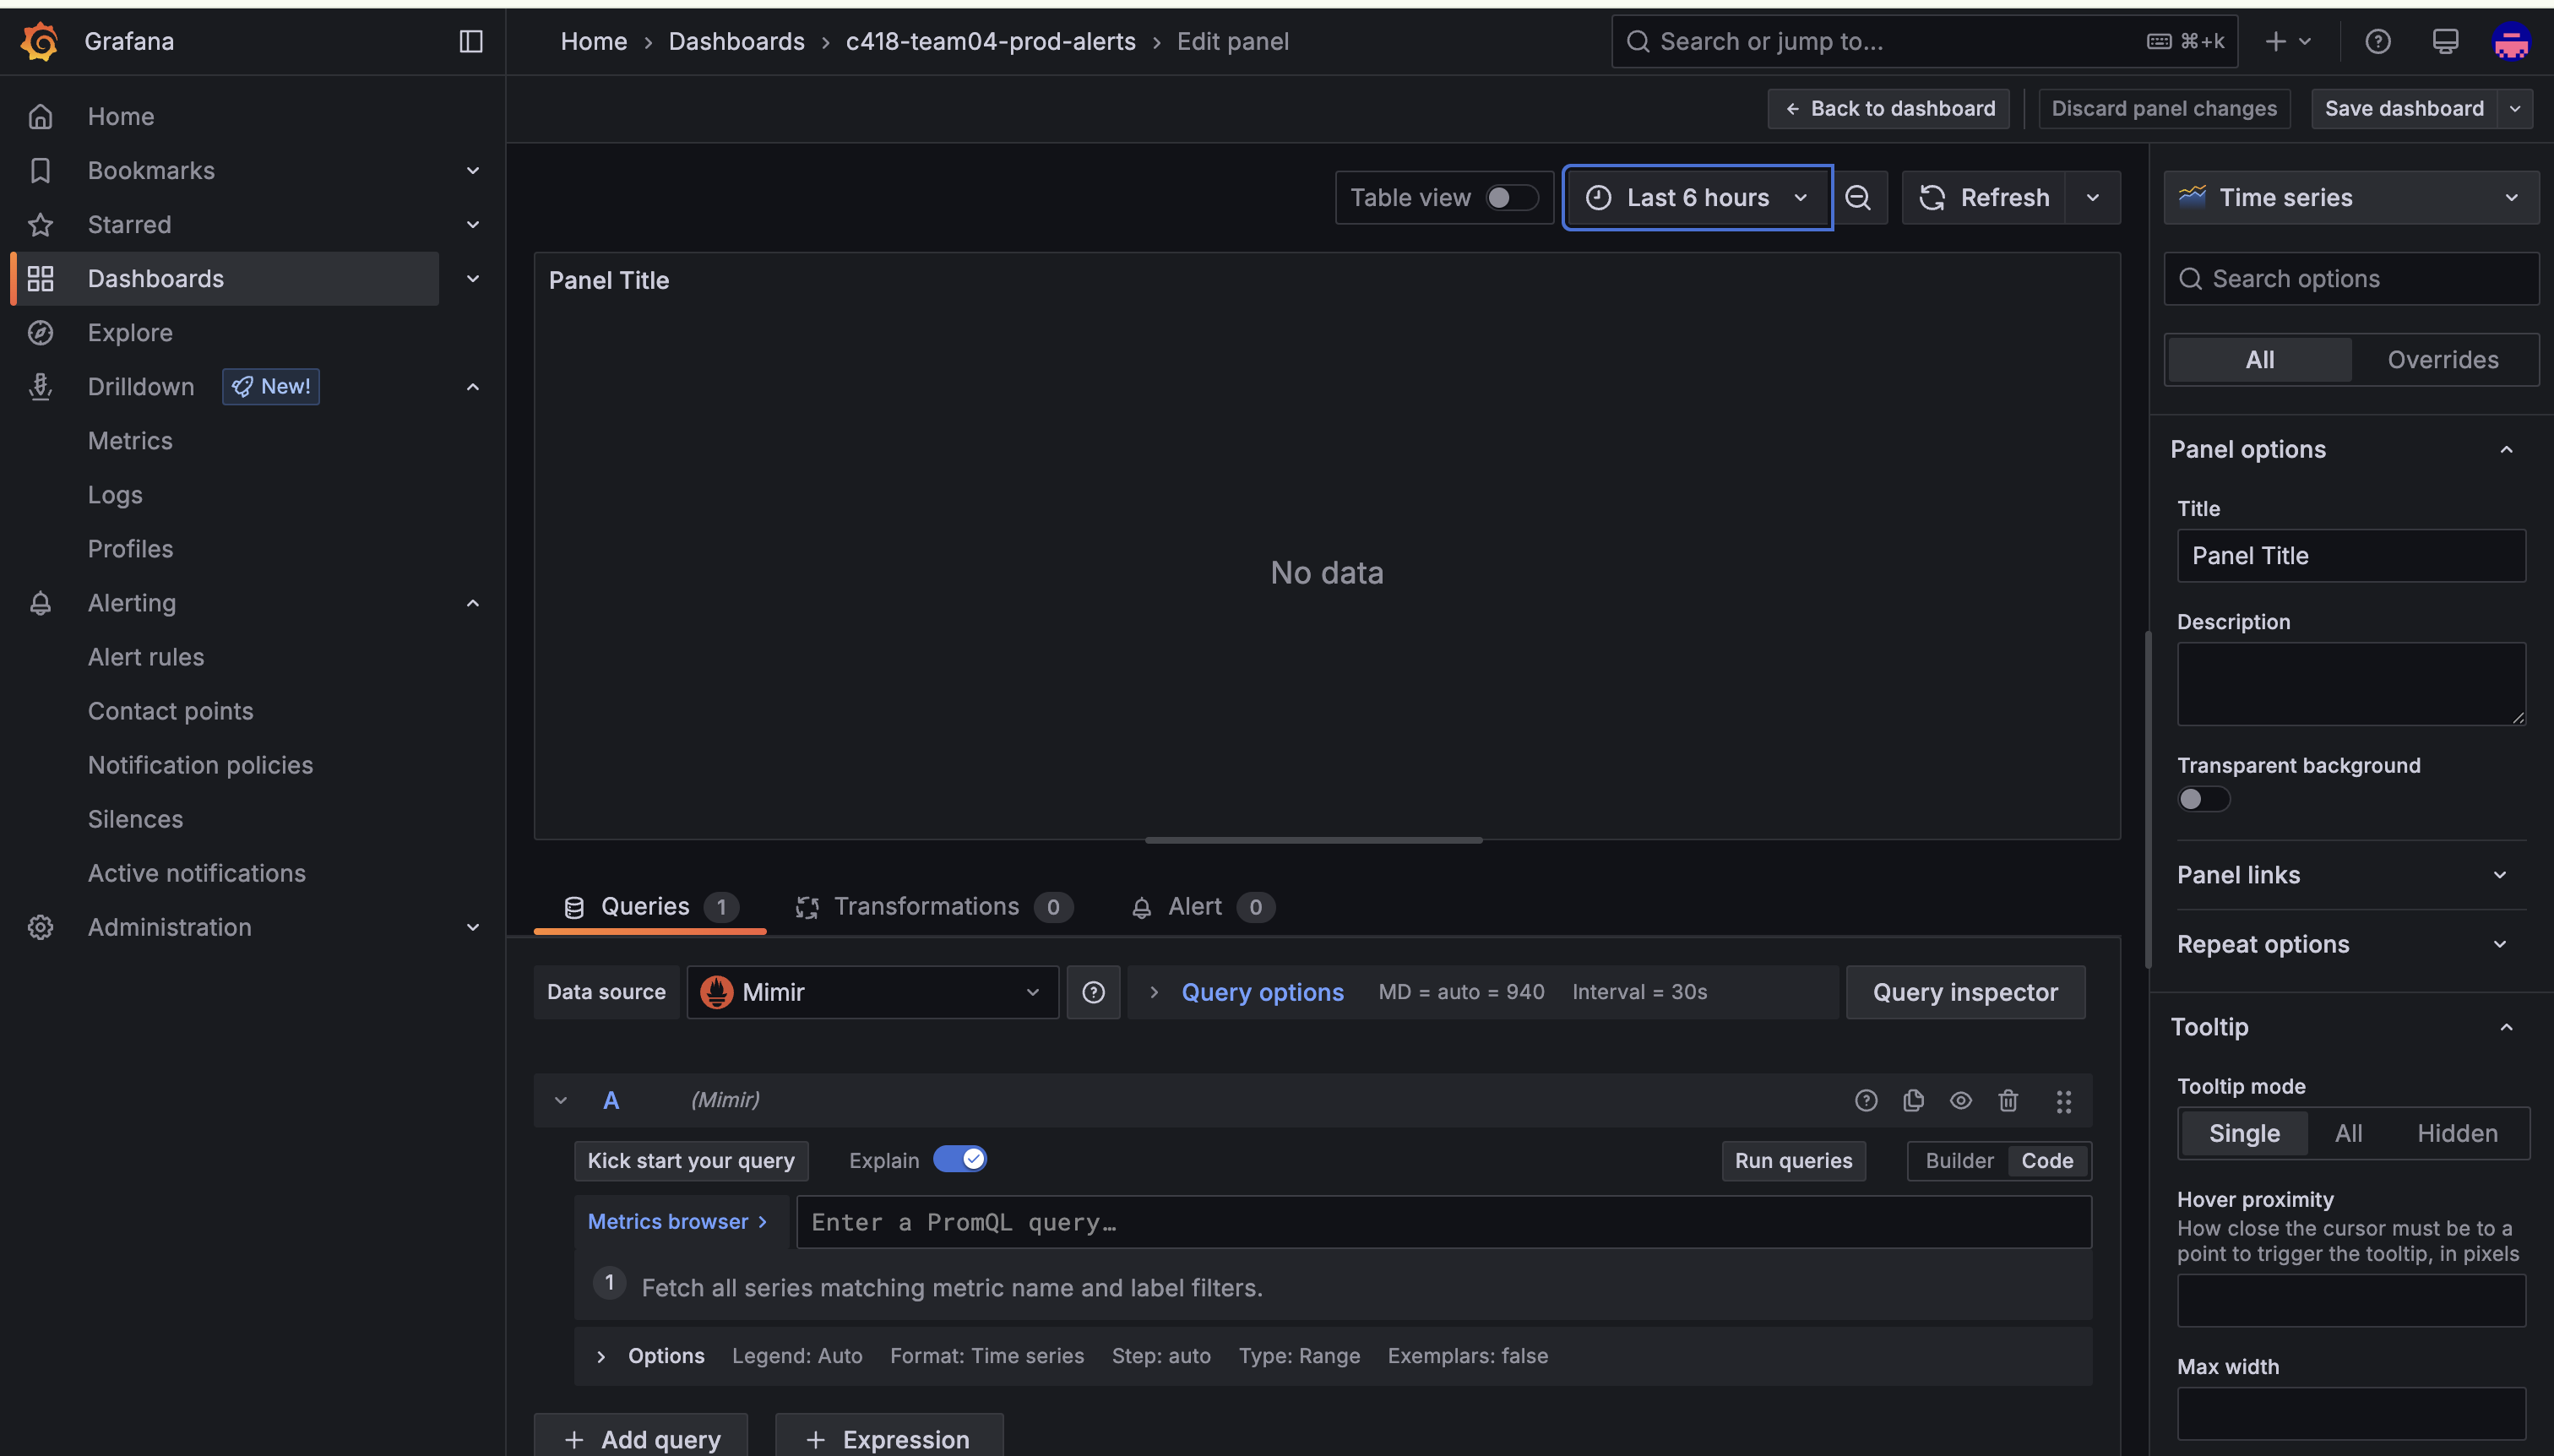 Grafana
Home › Dashboards › c418-team04-prod-alerts › Edit panel
Search or jump to...
⌘+k
Home
Bookmarks
Starred
Dashboards
Explore
Drilldown
New!
Metrics
Logs
Profiles
Alerting
Alert rules
Contact points
Notification policies
Silences
Active notifications
Administration
Back to dashboard
Discard panel changes
Save dashboard
Table view
Last 6 hours
Refresh
Panel Title
No data
Queries 1
Transformations 0
Alert 0
Data source
Mimir
Query options
MD = auto = 940
Interval = 30s
Query inspector
A
(Mimir)
Kick start your query
Explain
Run queries
Builder
Code
Metrics browser
Enter a PromQL query…
1 Fetch all series matching metric name and label filters.
Options
Legend: Auto
Format: Time series
Step: auto
Type: Range
Exemplars: false
+ Add query
+ Expression
Time series
Search options
All
Overrides
Panel options
Title
Panel Title
Description
Transparent background
Panel links
Repeat options
Tooltip
Tooltip mode
Single
All
Hidden
Hover proximity
How close the cursor must be to a
point to trigger the tooltip, in pixels
Max width